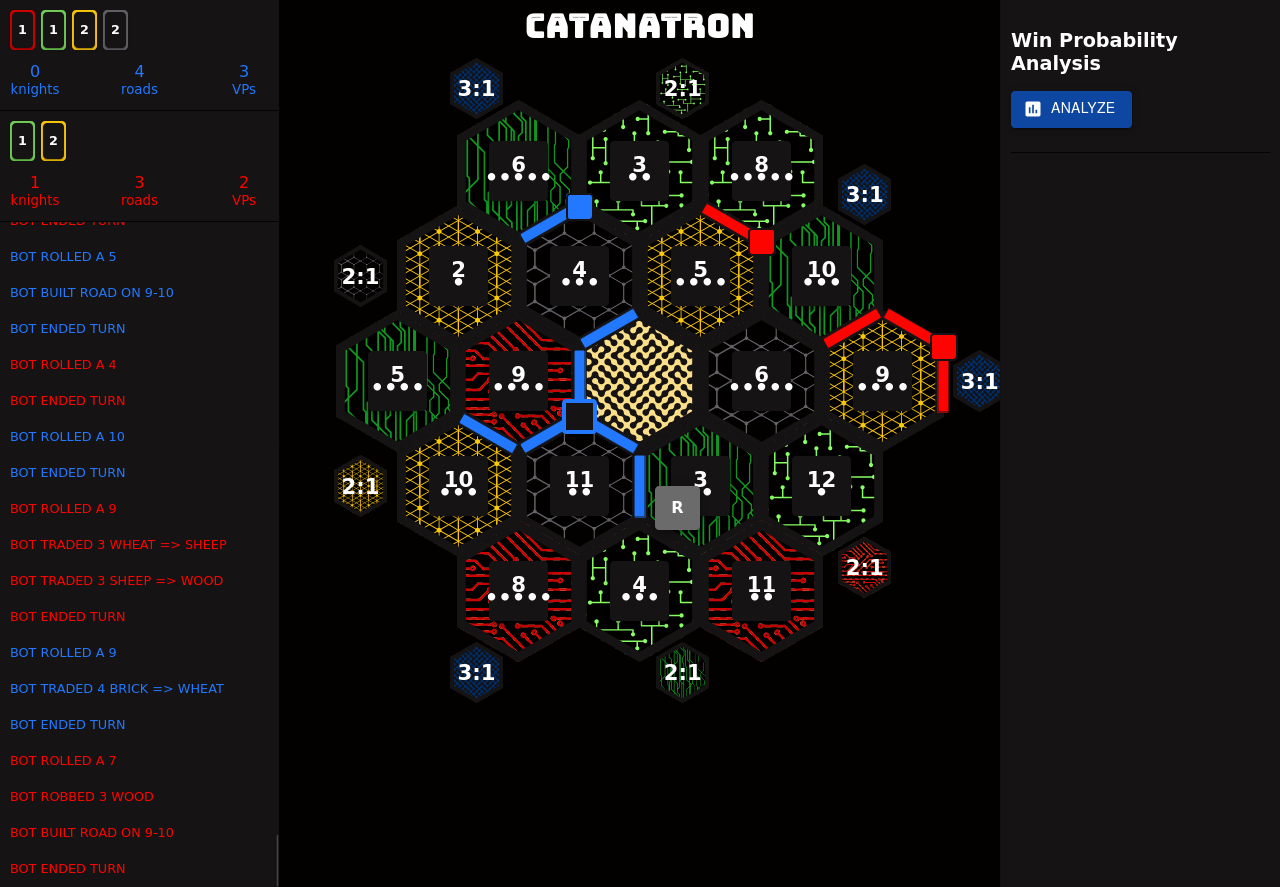 1 1 2 2
0 4 3
knights roads VPs
1 2
1 3 2
knights roads VPs
BOT ENDED TURN
BOT ROLLED A 5
BOT BUILT ROAD ON 9-10
BOT ENDED TURN
BOT ROLLED A 4
BOT ENDED TURN
BOT ROLLED A 10
BOT ENDED TURN
BOT ROLLED A 9
BOT TRADED 3 WHEAT => SHEEP
BOT TRADED 3 SHEEP => WOOD
BOT ENDED TURN
BOT ROLLED A 9
BOT TRADED 4 BRICK => WHEAT
BOT ENDED TURN
BOT ROLLED A 7
BOT ROBBED 3 WOOD
BOT BUILT ROAD ON 9-10
BOT ENDED TURN
CATANATRON
3:1 2:1
6 3 8
3:1
2:1 2 4 5 10
5 9 6 9 3:1
2:1 10 11 3 12
R
2:1
8 4 11
3:1 2:1
Win Probability
Analysis
ANALYZE